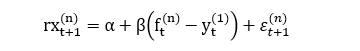 rx_{t+1}^{(n)} = α + β(f_t^{(n)} − y_t^{(1)}) + ε_{t+1}^{(n)}